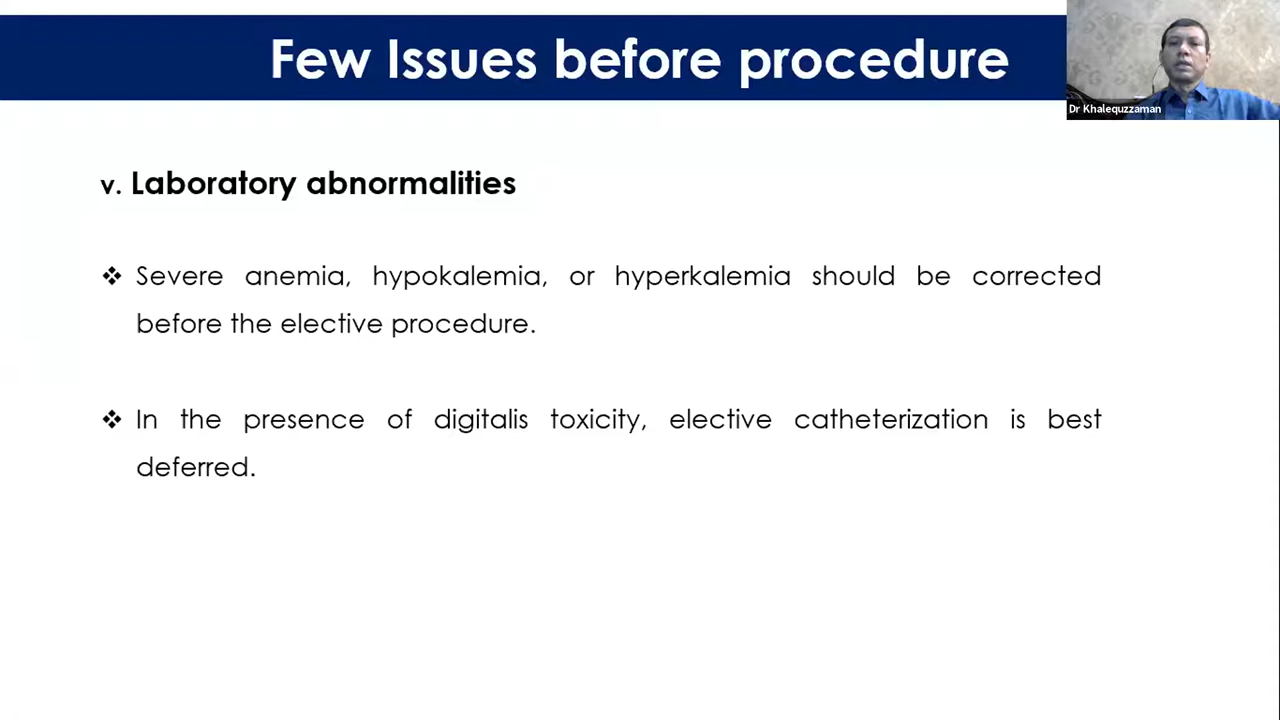 Few Issues before procedure
Dr Khalequzzaman
v. Laboratory abnormalities
❖ Severe anemia, hypokalemia, or hyperkalemia should be corrected
before the elective procedure.
❖ In the presence of digitalis toxicity, elective catheterization is best
deferred.